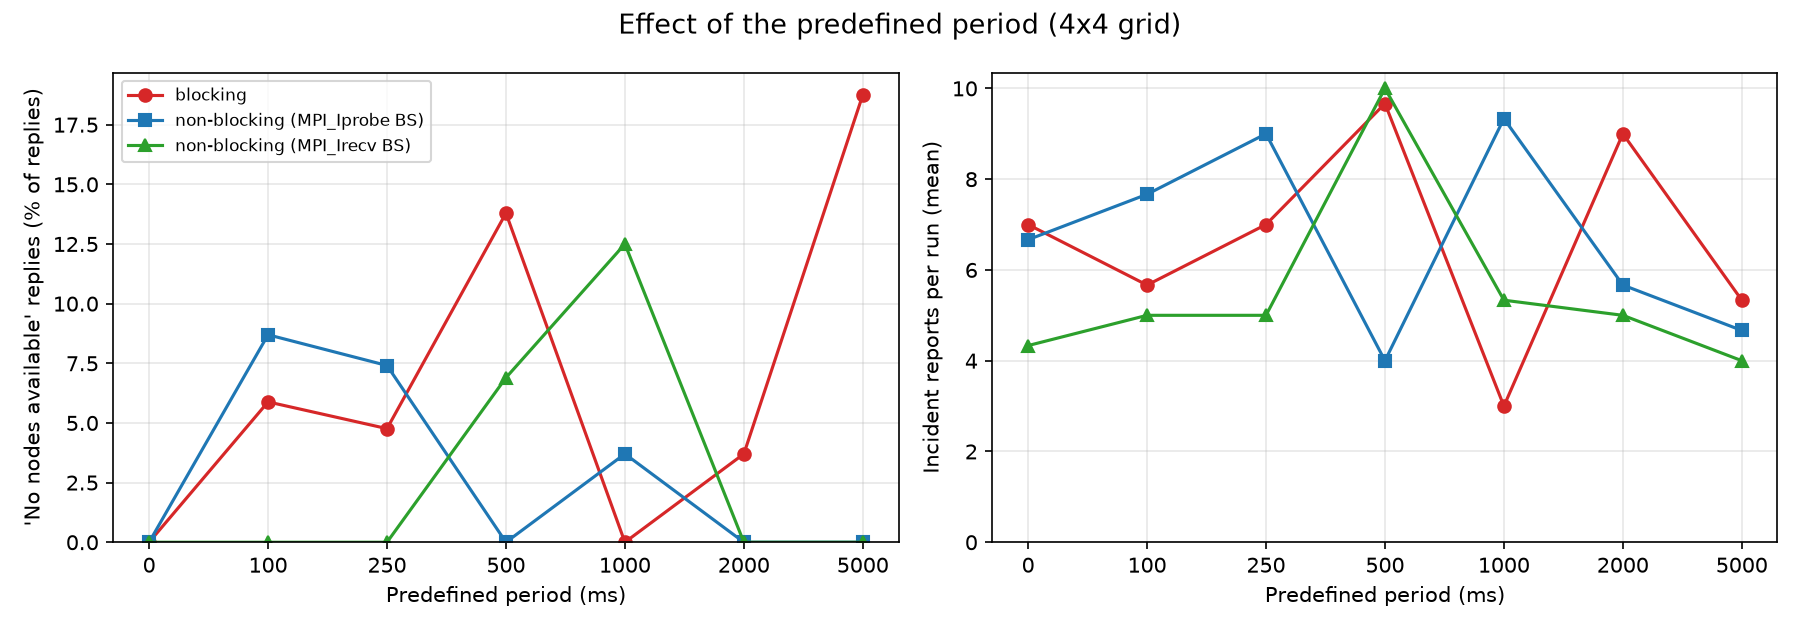 Effect of the predefined period (4x4 grid)
'No nodes available' replies (% of replies)
17.5
15.0
12.5
10.0
7.5
5.0
2.5
0.0
blocking
non-blocking (MPI_Iprobe BS)
non-blocking (MPI_Irecv BS)
0 100 250 500 1000 2000 5000
Predefined period (ms)
Incident reports per run (mean)
10
8
6
4
2
0
0 100 250 500 1000 2000 5000
Predefined period (ms)